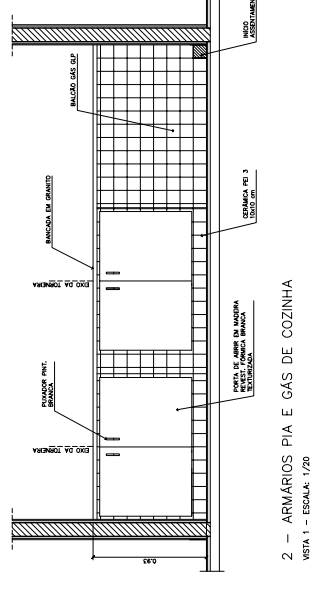 INICIO
ASSENTAMEN
BALCÃO GÁS GLP
CERÂMICA PEI 3
10x10 cm
BANCADA EM GRANITO
EIXO DA TORNEIRA
PORTA DE ABRIR EM MADEIRA
REVEST. FÓRMICA BRANCA
TEXTURIZADA
PUXADOR PINT.
BRANCA
EIXO DA TORNEIRA
0.93
2 - ARMÁRIOS PIA E GÁS DE COZINHA
VISTA 1 - ESCALA: 1/20